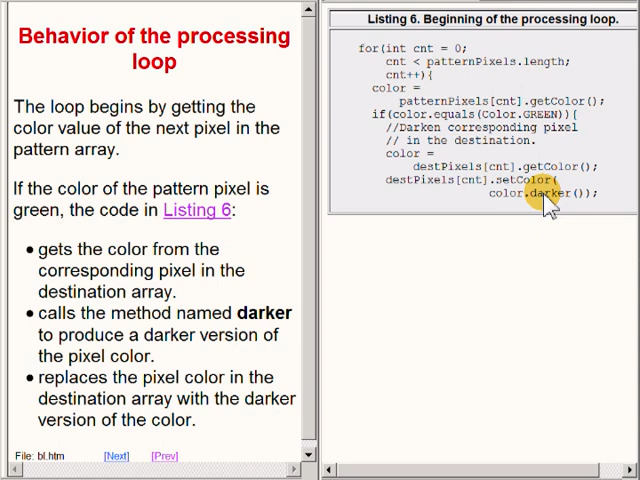 Behavior of the processing
loop
The loop begins by getting the
color value of the next pixel in the
pattern array.
If the color of the pattern pixel is
green, the code in Listing 6:
• gets the color from the
corresponding pixel in the
destination array.
• calls the method named darker
to produce a darker version of
the pixel color.
• replaces the pixel color in the
destination array with the darker
version of the color.
File: bl.htm [Next] [Prev]
Listing 6. Beginning of the processing loop.
for(int cnt = 0;
cnt < patternPixels.length;
cnt++){
color =
patternPixels[cnt].getColor();
if(color.equals(Color.GREEN)){
//Darken corresponding pixel
// in the destination.
color =
destPixels[cnt].getColor();
destPixels[cnt].setColor(
color.darker());